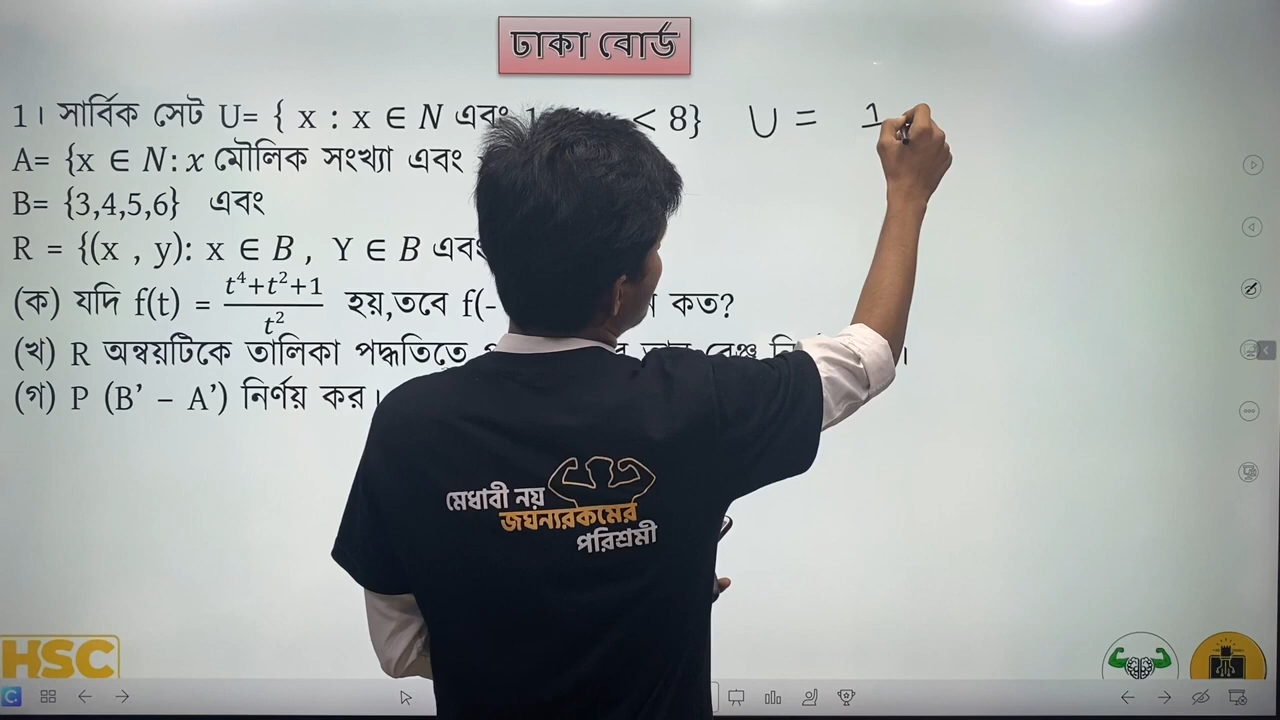 ঢাকা বোর্ড
1। সার্বিক সেট U= { x : x ∈ N এবং 1 < 8} U = 1
A= {x ∈ N: x মৌলিক সংখ্যা এবং
B= {3,4,5,6} এবং
R = {(x , y): x ∈ B , Y ∈ B এবং
(ক) যদি f(t) = t⁴+t²+1/t² হয়,তবে f(- কত?
(খ) R অন্বয়টিকে তালিকা পদ্ধতিতে রেঞ্জ ।
(গ) P (B’ – A’) নির্ণয় কর।
মেধাবী নয়
জঘন্যরকমের
পরিশ্রমী
HSC